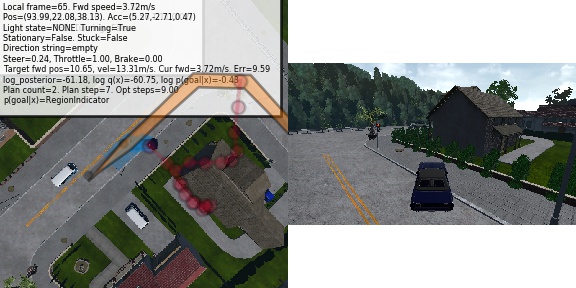 Local frame=65. Fwd speed=3.72m/s
Pos=(93.99,22.08,38.13). Acc=(5.27,-2.71,0.47)
Light state=NONE. Turning=True
Stationary=False. Stuck=False
Direction string=empty
Steer=0.24, Throttle=1.00, Brake=0.00
Target fwd pos=10.65, vel=13.31m/s. Cur fwd=3.72m/s. Err=9.59
log_posterior=-61.18, log q(x)=-60.75, log p(goal|x)=-0.43
Plan count=2. Plan step=7. Opt steps=9.00
p(goal|x)=RegionIndicator